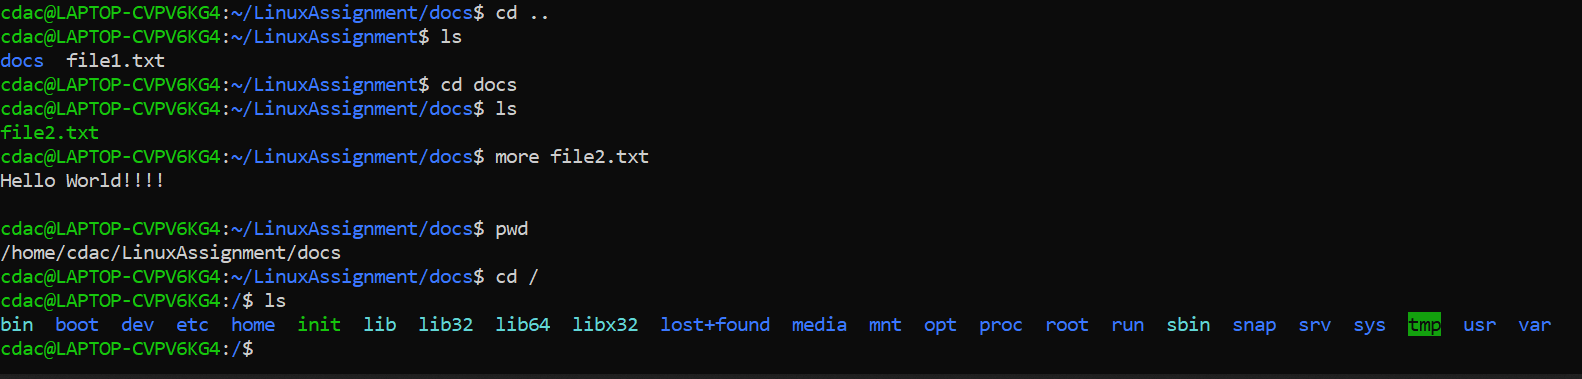 cdac@LAPTOP-CVPV6KG4:~/LinuxAssignment/docs$ cd ..
cdac@LAPTOP-CVPV6KG4:~/LinuxAssignment$ ls
docs  file1.txt
cdac@LAPTOP-CVPV6KG4:~/LinuxAssignment$ cd docs
cdac@LAPTOP-CVPV6KG4:~/LinuxAssignment/docs$ ls
file2.txt
cdac@LAPTOP-CVPV6KG4:~/LinuxAssignment/docs$ more file2.txt
Hello World!!!!
cdac@LAPTOP-CVPV6KG4:~/LinuxAssignment/docs$ pwd
/home/cdac/LinuxAssignment/docs
cdac@LAPTOP-CVPV6KG4:~/LinuxAssignment/docs$ cd /
cdac@LAPTOP-CVPV6KG4:/$ ls
bin  boot  dev  etc  home  init  lib  lib32  lib64  libx32  lost+found  media  mnt  opt  proc  root  run  sbin  snap  srv  sys  tmp  usr  var
cdac@LAPTOP-CVPV6KG4:/$